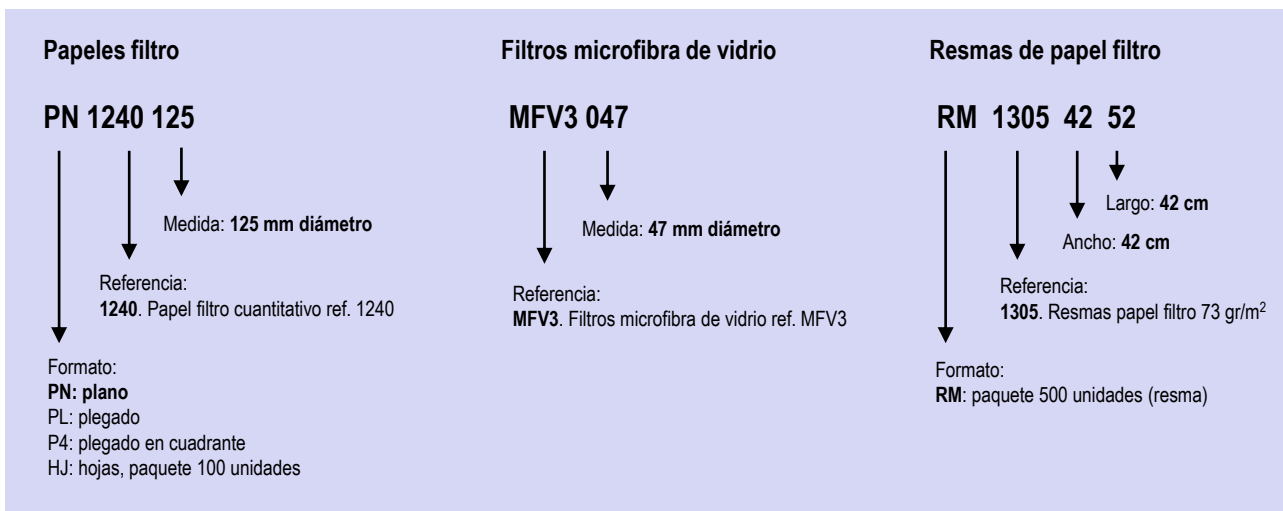 Papeles filtro
PN 1240 125
Medida: 125 mm diámetro
Referencia:
1240. Papel filtro cuantitativo ref. 1240
Formato:
PN: plano
PL: plegado
P4: plegado en cuadrante
HJ: hojas, paquete 100 unidades
Filtros microfibra de vidrio
MFV3 047
Medida: 47 mm diámetro
Referencia:
MFV3. Filtros microfibra de vidrio ref. MFV3
Resmas de papel filtro
RM 1305 42 52
Largo: 42 cm
Ancho: 42 cm
Referencia:
1305. Resmas papel filtro 73 gr/m²
Formato:
RM: paquete 500 unidades (resma)